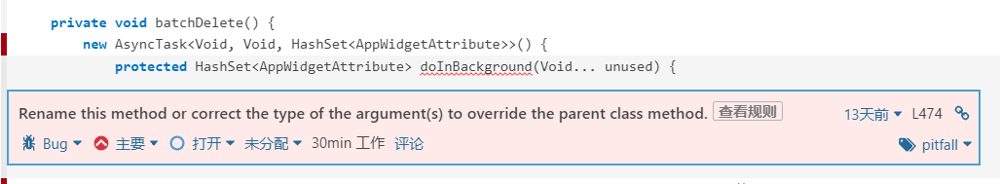 private void batchDelete() {
new AsyncTask<Void, Void, HashSet<AppWidgetAttribute>>() {
protected HashSet<AppWidgetAttribute> doInBackground(Void... unused) {
Rename this method or correct the type of the argument(s) to override the parent class method. 查看规则 13天前 L474
Bug 主要 打开 未分配 30min 工作 评论 pitfall